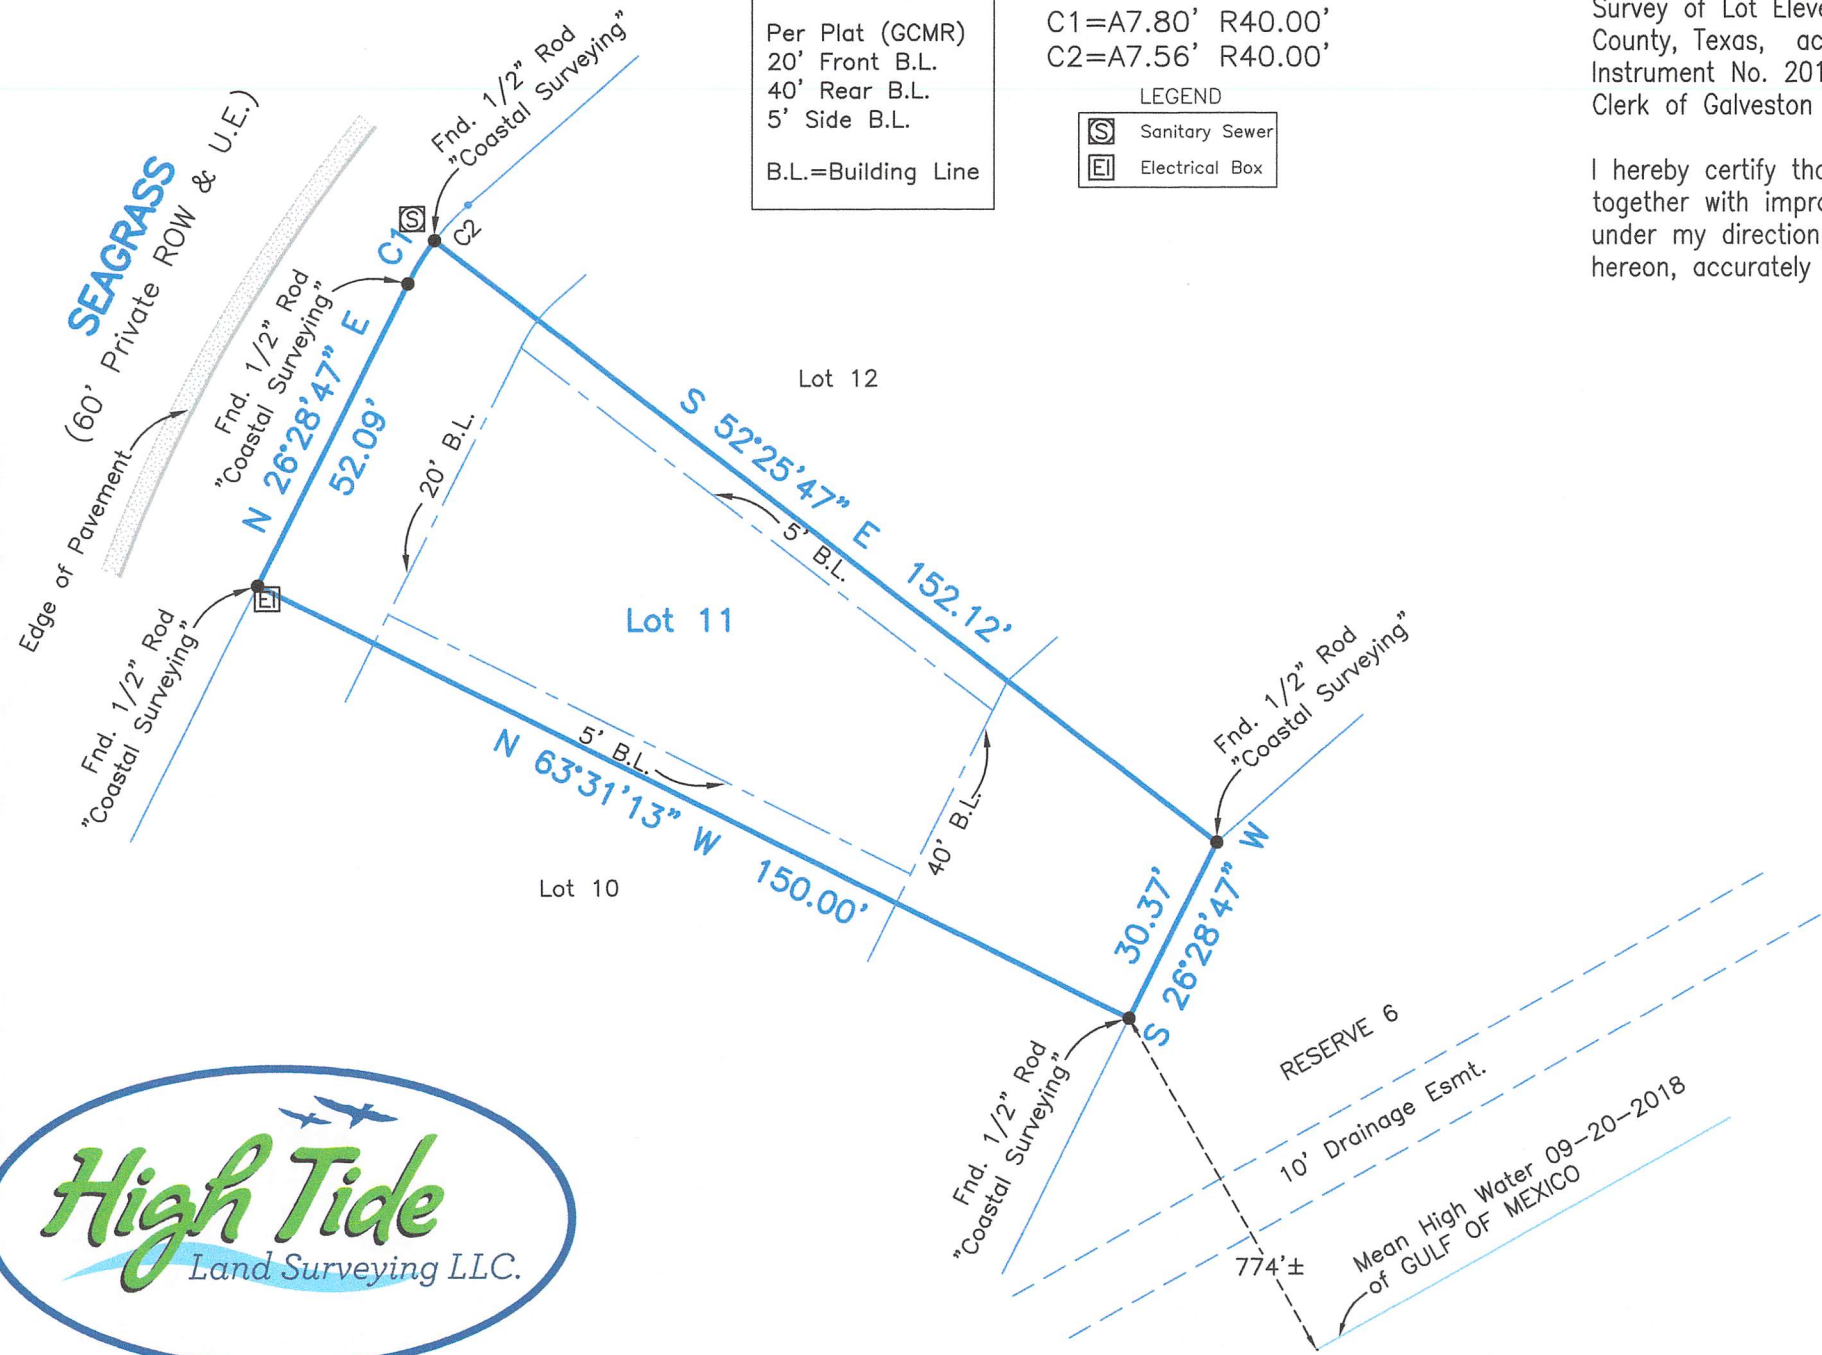 Per Plat (GCMR)
20' Front B.L.
40' Rear B.L.
5' Side B.L.
B.L.=Building Line
C1=A7.80' R40.00'
C2=A7.56' R40.00'
LEGEND
S Sanitary Sewer
El Electrical Box
Survey of Lot
County, Texas,
Instrument No.
Clerk of Galveston
I hereby certify
together with
under my direction
hereon, accurately
Fnd. 1/2" Rod
"Coastal Surveying"
SEAGRASS
(60' Private ROW & U.E.)
S
C1
C2
Fnd. 1/2" Rod
"Coastal Surveying"
N 26°28'47" E
52.09'
Edge of Pavement
20' B.L.
Lot 12
S 52°25'47" E 152.12'
5' B.L.
El
Lot 11
Fnd. 1/2" Rod
"Coastal Surveying"
5' B.L.
N 63°31'13" W 150.00'
40' B.L.
Lot 10
Fnd. 1/2" Rod
"Coastal Surveying"
30.37'
S 26°28'47" W
Fnd. 1/2" Rod
"Coastal Surveying"
RESERVE 6
10' Drainage Esmt.
Mean High Water 09-20-2018
of GULF OF MEXICO
774'±
High Tide
Land Surveying LLC.